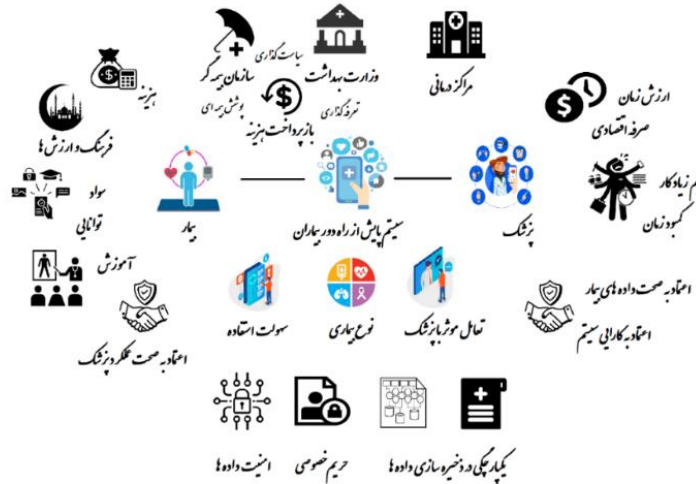 سیاست گذاری
هزینه
سازمان بیمه گر
وزارت بهداشت
مراکز درمانی
ارزش زمان
پوشش بیمه ای
تعرفه گذاری
صرفه اقتصادی
فرهنگ و ارزش ها
بازپرداخت هزینه
سواد
م زیاد کار
توانایی
بیمار
سیستم پایش از راه دور بیماران
پزشک
کمبود زمان
آموزش
اعتماد به صحت داده های بیمار
سهولت استفاده
نوع بیماری
تعامل موثر با پزشک
اعتماد به کارایی سیستم
اعتماد به صحت عملکرد پزشک
امنیت داده ها
حریم خصوصی
یکپارچگی در ذخیره سازی داده ها